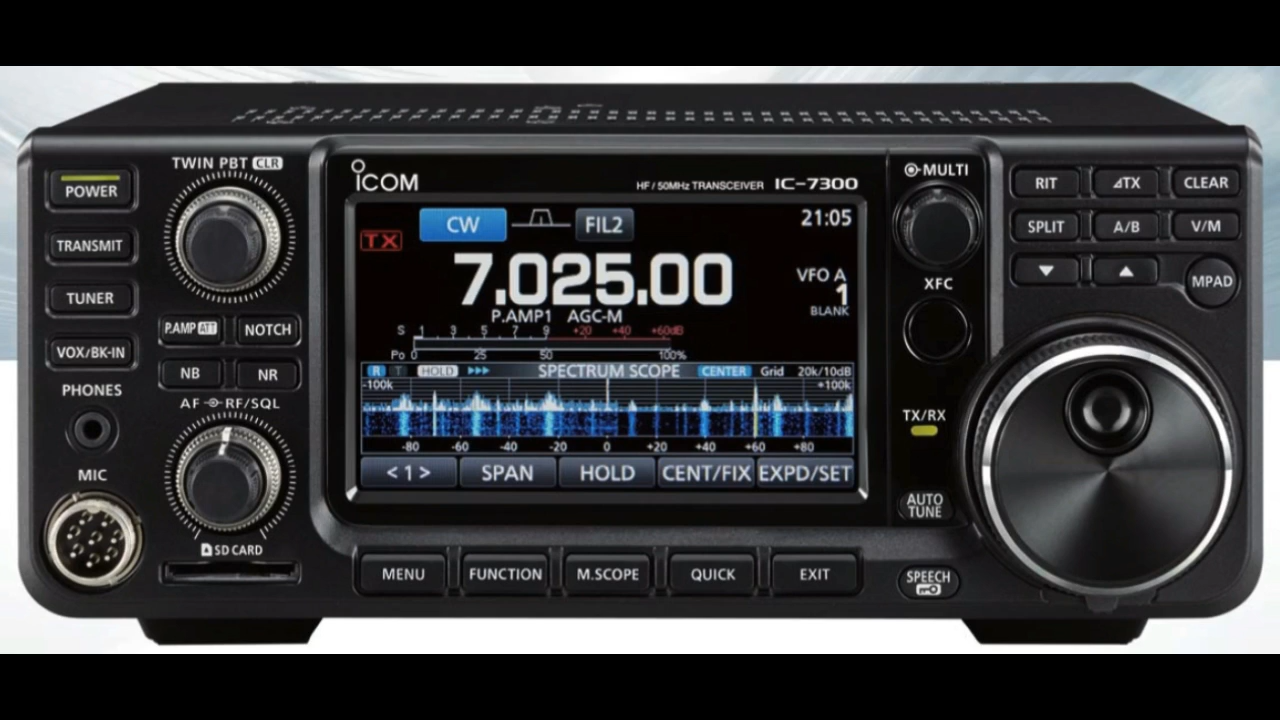 POWER
TRANSMIT
TUNER
VOX/BK-IN
PHONES
MIC
TWIN PBT CLR
P.AMP ATT
NOTCH
NB
NR
AF RF/SQL
SD CARD
ICOM
HF/50MHz TRANSCEIVER IC-7300
CW
FIL2
21:05
TX
7.025.00
VFO A
1
BLANK
P.AMP1 AGC-M
S 1 3 5 7 9 +20 +40 +60dB
Po 0 25 50 100%
R T HOLD SPECTRUM SCOPE CENTER Grid 20k/10dB
-100k +100k
-80 -60 -40 -20 0 +20 +40 +60 +80
<1> SPAN HOLD CENT/FIX EXPD/SET
MENU
FUNCTION
M.SCOPE
QUICK
EXIT
MULTI
XFC
TX/RX
AUTO
TUNE
SPEECH
RIT
⊿TX
CLEAR
SPLIT
A/B
V/M
MPAD